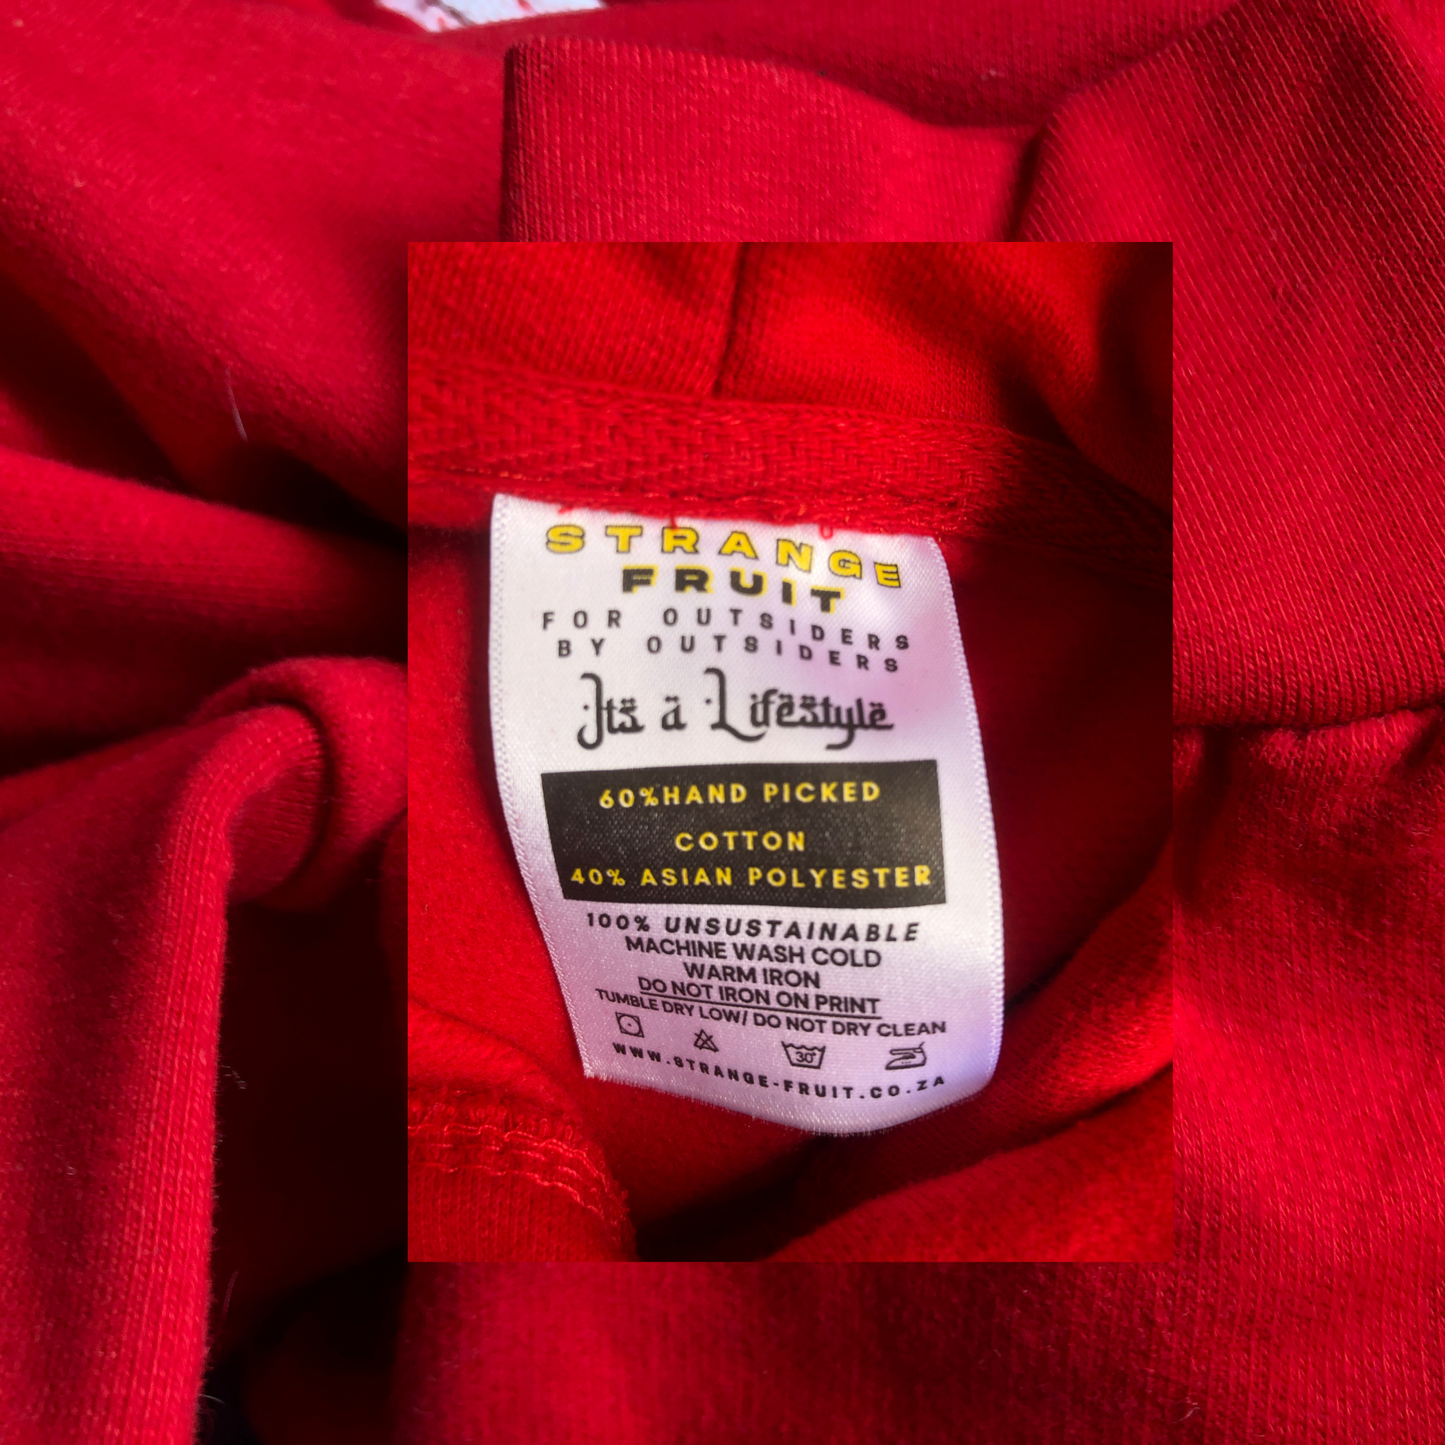 STRANGE
FRUIT
FOR OUTSIDERS
BY OUTSIDERS
Its a Lifestyle
60%HAND PICKED
COTTON
40% ASIAN POLYESTER
100% UNSUSTAINABLE
MACHINE WASH COLD
WARM IRON
DO NOT IRON ON PRINT
TUMBLE DRY LOW/ DO NOT DRY CLEAN
30°
WWW.STRANGE-FRUIT.CO.ZA